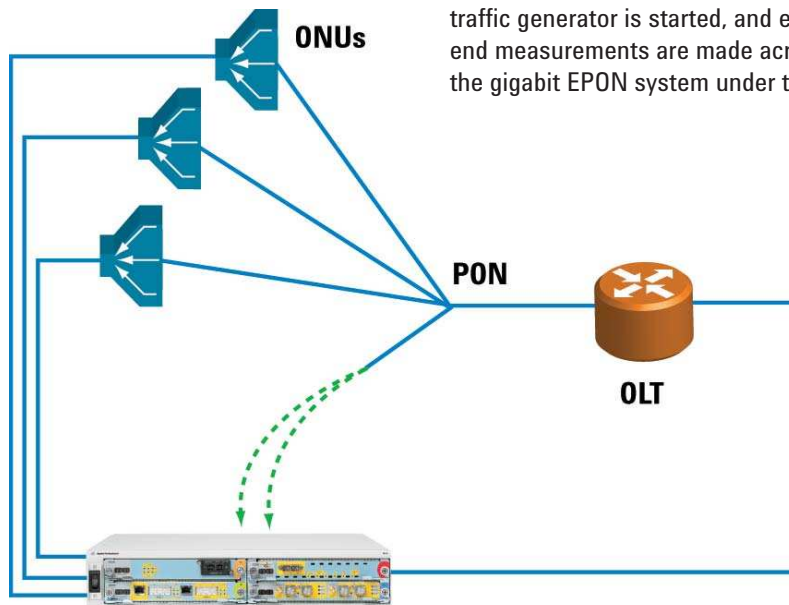 traffic generator is started, and e
end measurements are made acr
the gigabit EPON system under t
ONUs
PON
OLT